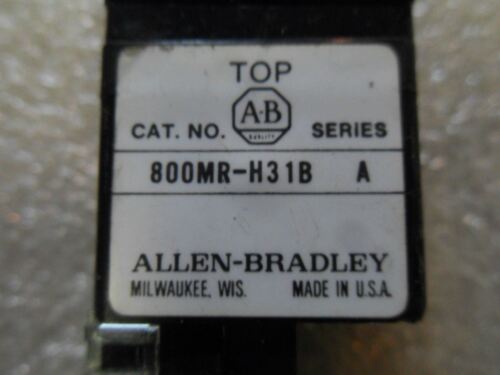 TOP
A-B
QUALITY
CAT. NO. SERIES
800MR-H31B A
ALLEN-BRADLEY
MILWAUKEE, WIS. MADE IN U.S.A.